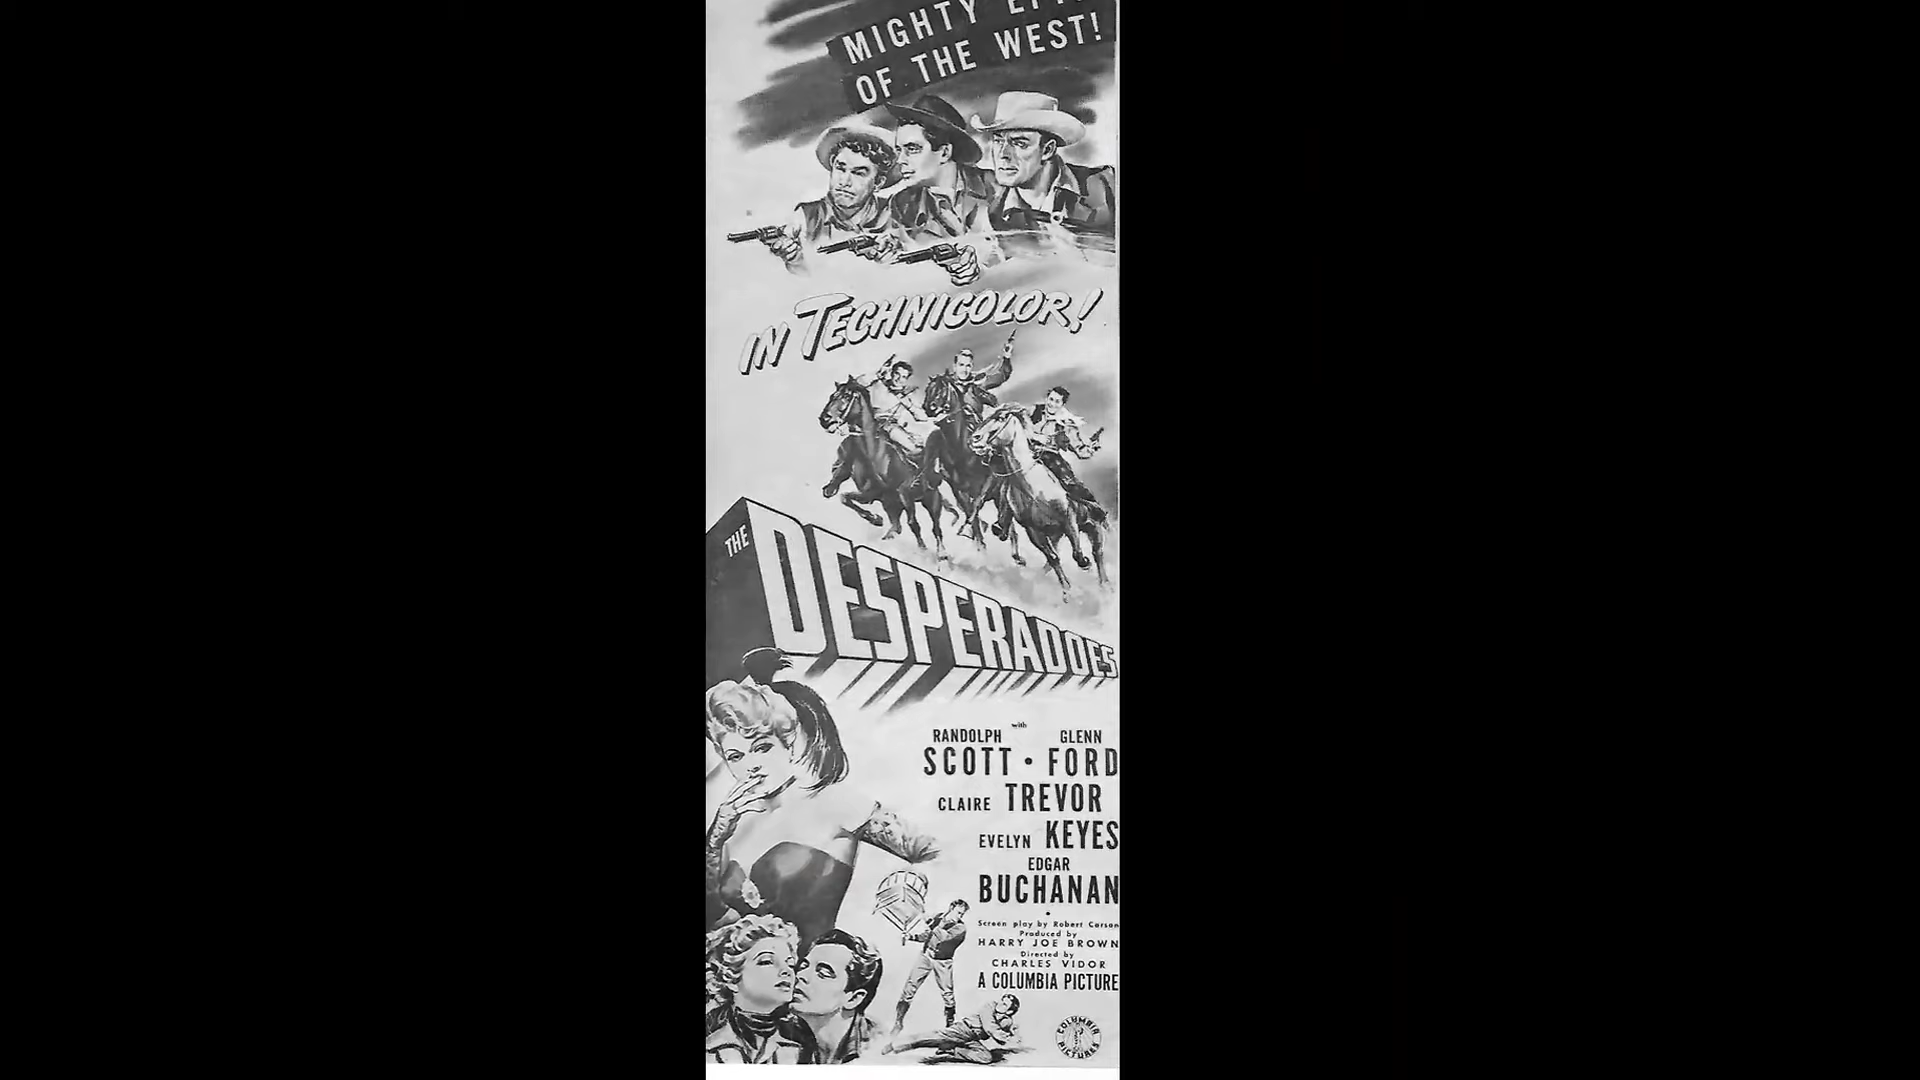 MIGHTY
OF THE WEST!
IN TECHNICOLOR!
THE
DESPERADOES
with
RANDOLPH GLENN
SCOTT • FORD
CLAIRE TREVOR
EVELYN KEYES
EDGAR
BUCHANAN
Screen play by Robert Carson
Produced by
HARRY JOE BROWN
Directed by
CHARLES VIDOR
A COLUMBIA PICTURE
COLUMBIA
PICTURES